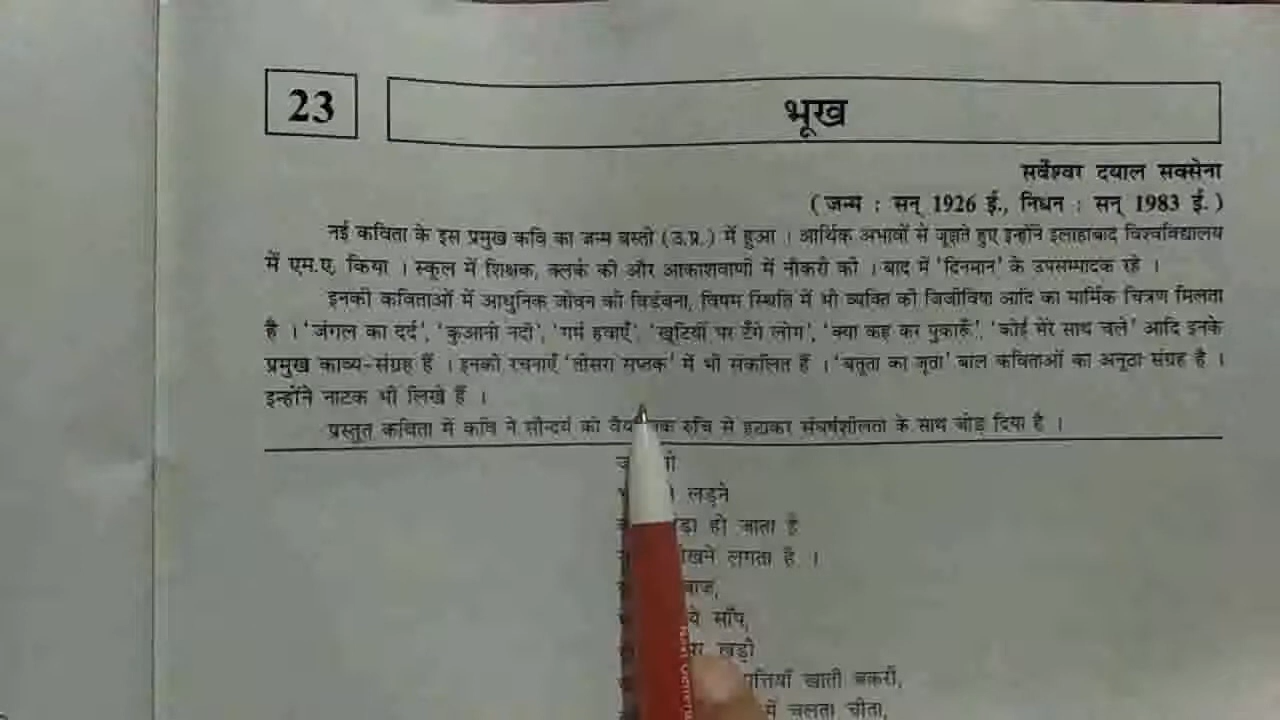 23
भूख
सर्वेश्वर दयाल सक्सेना
( जन्म : सन् 1926 ई., निधन : सन् 1983 ई. )
नई कविता के इस प्रमुख कवि का जन्म बस्ती (उ.प्र.) में हुआ । आर्थिक अभावों से जूझते हुए इन्होंने इलाहाबाद विश्वविद्यालय
में एम.ए. किया । स्कूल में शिक्षक, क्लर्क की और आकाशवाणी में नौकरी की । बाद में 'दिनमान' के उपसम्पादक रहे ।
इनकी कविताओं में आधुनिक जीवन की विडंबना, विषम स्थिति में भी व्यक्ति की जिजीविषा आदि का मार्मिक चित्रण मिलता
है । 'जंगल का दर्द', 'कुआनो नदी', 'गर्म हवाएँ', 'खूटियों पर टँगे लोग', 'क्या कह कर पुकारूँ', 'कोई मेरे साथ चले' आदि इनके
प्रमुख काव्य-संग्रह हैं । इनकी रचनाएँ 'तीसरा सप्तक' में भी संकलित हैं । 'बतूता का जूता' बाल कविताओं का अनूठा संग्रह है ।
इन्होंने नाटक भी लिखे हैं ।
प्रस्तुत कविता में कवि ने सौन्दर्य को रुचि से हटाकर संघर्षशीलता के साथ जोड़ दिया है ।
लड़ने
हो जाता है
लगता है ।
साँप,
खड़ी
पत्तियाँ खाती बकरी,
में चलता चीता,